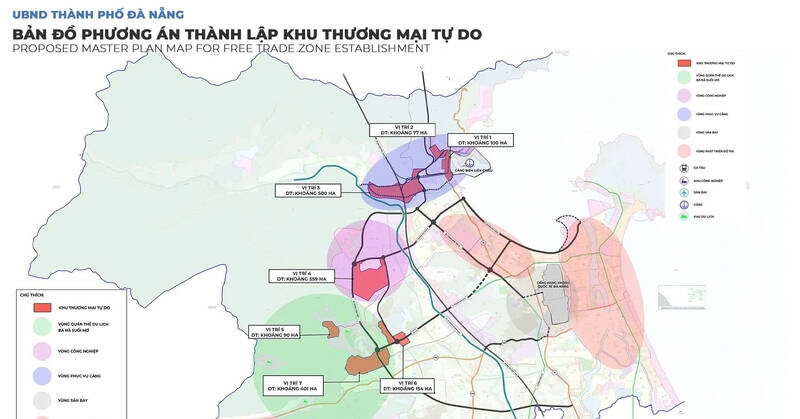 UBND THÀNH PHỐ ĐÀ NẴNG
BẢN ĐỒ PHƯƠNG ÁN THÀNH LẬP KHU THƯƠNG MẠI TỰ DO
PROPOSED MASTER PLAN MAP FOR FREE TRADE ZONE ESTABLISHMENT
CHÚ THÍCH:
KHU THƯƠNG MẠI TỰ DO
VÙNG QUẦN THỂ DU LỊCH
BÀ NÀ SUỐI MƠ
VÙNG CÔNG NGHIỆP
VÙNG PHỤC VỤ CẢNG
VÙNG SÂN BAY
VÙNG PHÁT TRIỂN ĐÔ THỊ
GA TÀU
KHU CÔNG NGHIỆP
SÂN BAY
CẢNG
KHU DU LỊCH
VỊ TRÍ 2
DT: KHOẢNG 77 HA
VỊ TRÍ 1
DT: KHOẢNG 100 HA
CẢNG BIỂN LIÊN CHIỂU
VỊ TRÍ 3
DT: KHOẢNG 500 HA
VỊ TRÍ 4
DT: KHOẢNG 559 HA
CẢNG HÀNG KHÔNG
QUỐC TẾ ĐÀ NẴNG
VỊ TRÍ 5
DT: KHOẢNG 90 HA
VỊ TRÍ 7
DT: KHOẢNG 401 HA
VỊ TRÍ 6
DT: KHOẢNG 154 HA
CHÚ THÍCH:
KHU THƯƠNG MẠI TỰ DO
VÙNG QUẦN THỂ DU LỊCH
BÀ NÀ SUỐI MƠ
VÙNG CÔNG NGHIỆP
VÙNG PHỤC VỤ CẢNG
VÙNG SÂN BAY